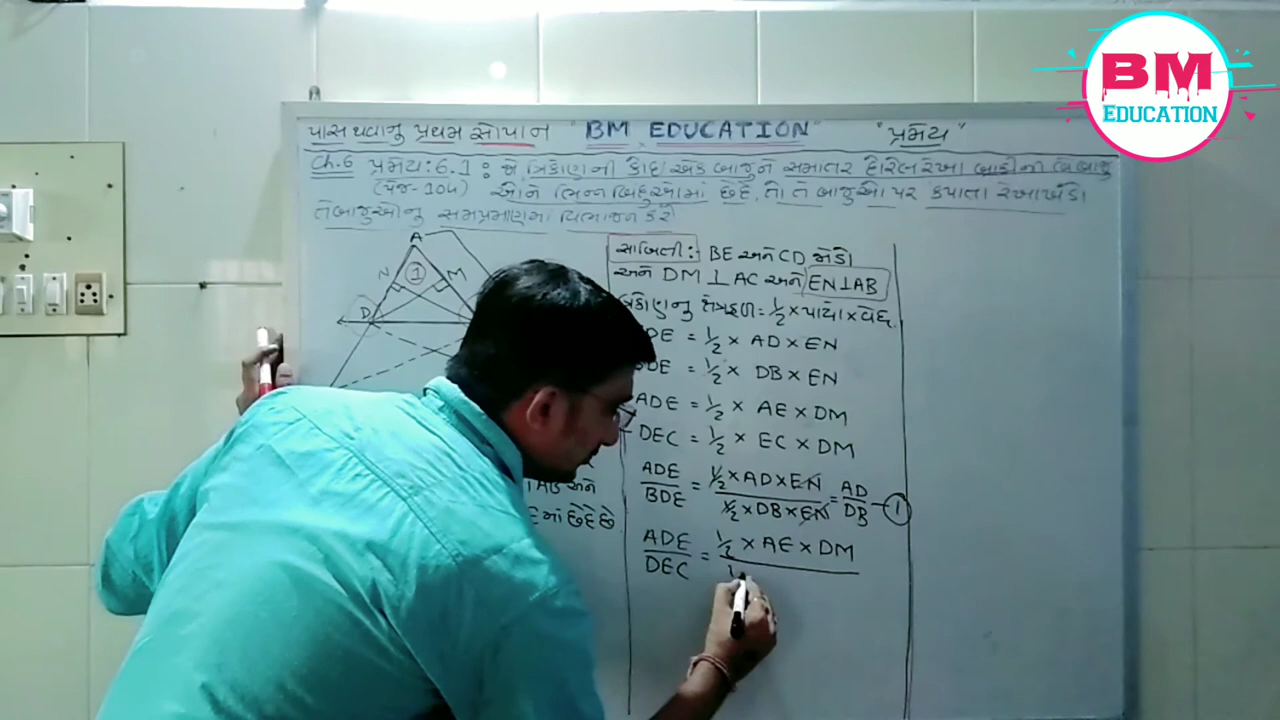 BM
EDUCATION
પાસ થવાનુ પ્રથમ સોપાન "BM EDUCATION" "પ્રમેય"
Ch.6 પ્રમેય: 6.1 : જો ત્રિકોણની કોઇ એક બાજુને સમાંતર દોરેલ રેખા બાકીની બે બાજુ
(પેજ-104) ઓને ભિન્ન બિંદુઓમાં છેદે, તો તે બાજુઓ પર કપાતા રેખાખંડો
તે બાજુઓનુ સમપ્રમાણમાં વિભાજન કરે
A
N
1
M
D
સાબિતી:- BE અને CD જોડો
અને DM⊥AC અને EN⊥AB
ત્રિકોણનુ ક્ષેત્રફળ = 1/2 × પાયો × વેધ
DE = 1/2 × AD × EN
BDE = 1/2 × DB × EN
ADE = 1/2 × AE × DM
DEC = 1/2 × EC × DM
ADE/BDE = 1/2 × AD × EN / 1/2 × DB × EN = AD/DB — 1
ADE/DEC = 1/2 × AE × DM
AB અને
માં છેદે છે